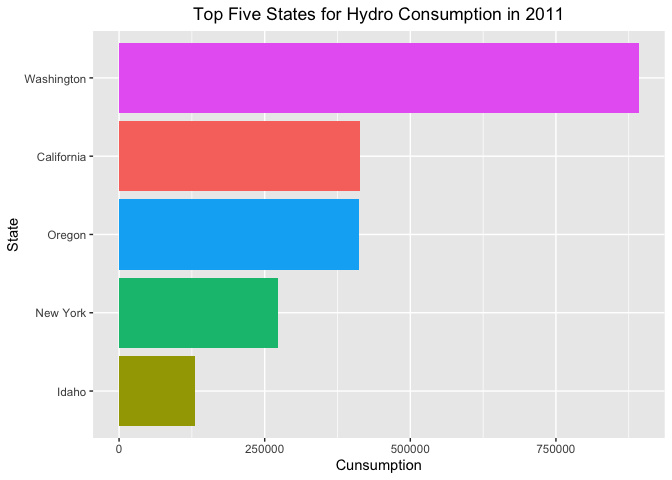 Top Five States for Hydro Consumption in 2011
Washington
California
Oregon
New York
Idaho
State
0 250000 500000 750000
Cunsumption